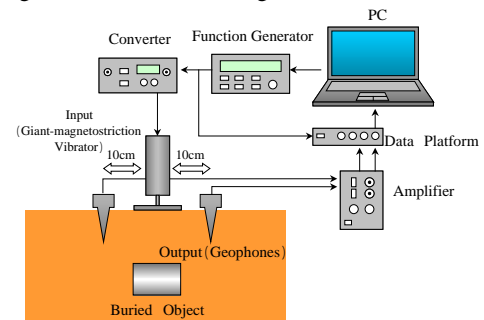 PC
Function Generator
Converter
Input
(Giant-magnetostriction
Vibrator)
10cm
10cm
Data Platform
Amplifier
Output(Geophones)
Buried Object